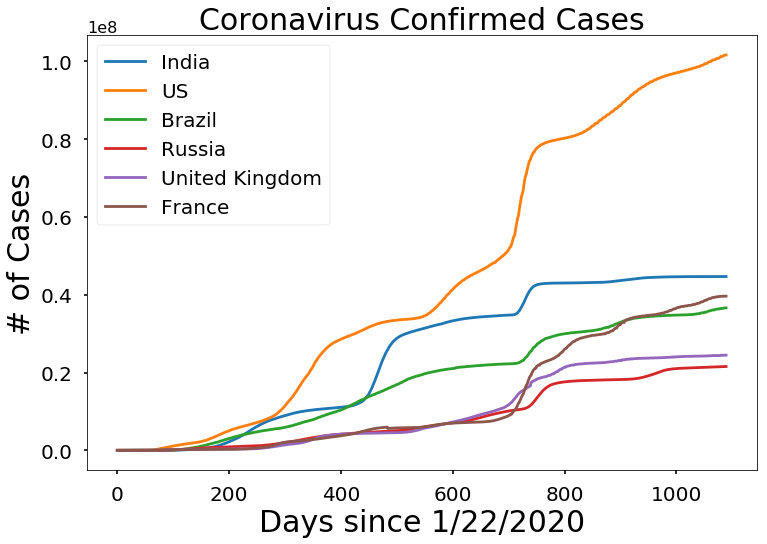 Coronavirus Confirmed Cases
1e8
1.0
0.8
0.6
0.4
0.2
0.0
# of Cases
India
US
Brazil
Russia
United Kingdom
France
0 200 400 600 800 1000
Days since 1/22/2020